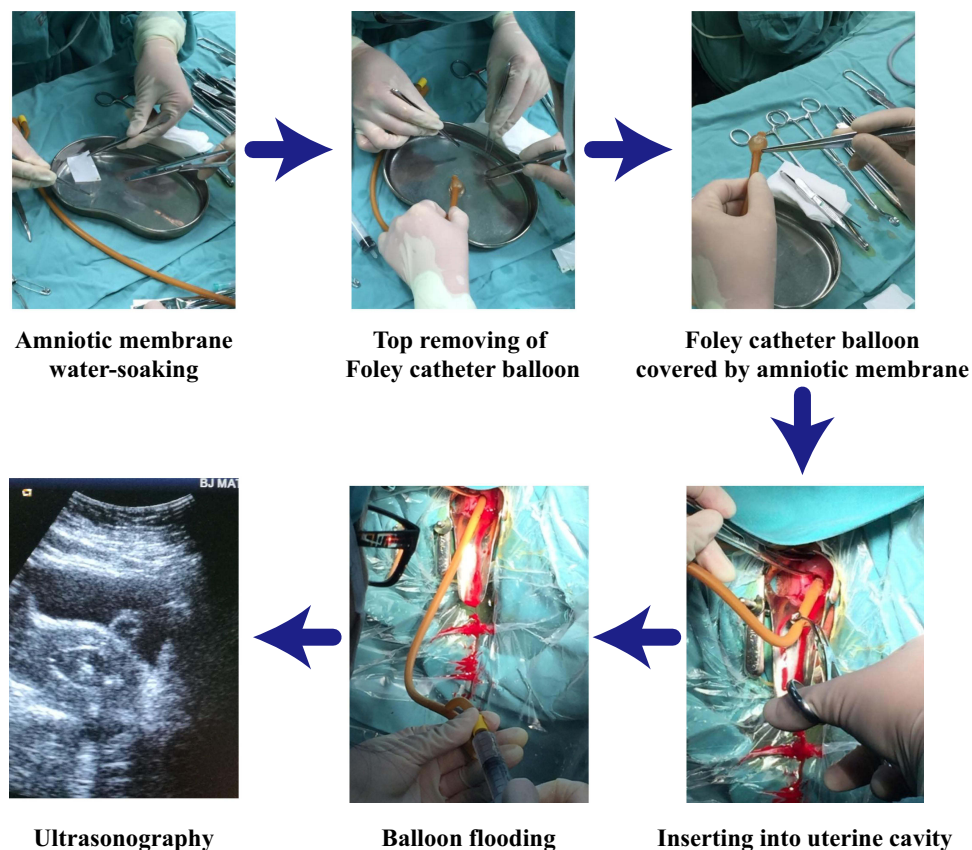 Amniotic membrane
water-soaking
Top removing of
Foley catheter balloon
Foley catheter balloon
covered by amniotic membrane
BJ MAT
Ultrasonography
Balloon flooding
Inserting into uterine cavity